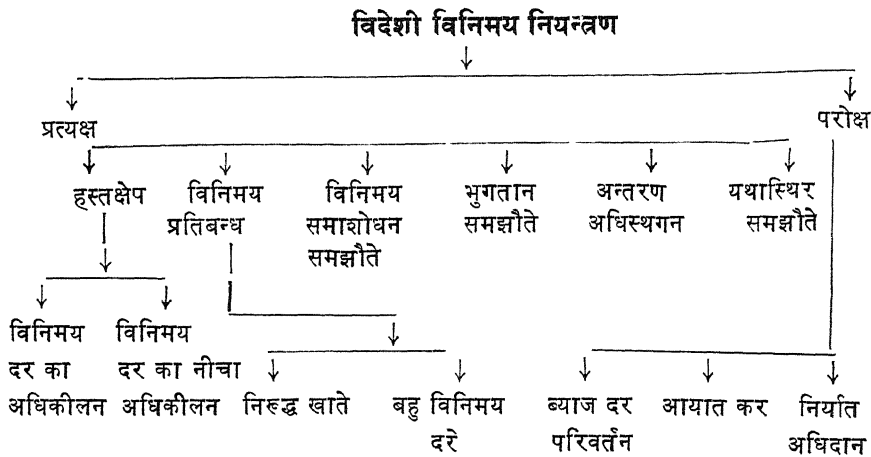 विदेशी विनिमय नियन्त्रण
प्रत्यक्ष
परोक्ष
हस्तक्षेप
विनिमय
प्रतिबन्ध
विनिमय
समाशोधन
समझौते
भुगतान
समझौते
अन्तरण
अधिस्थगन
यथास्थिर
समझौते
विनिमय
दर का
अधिकीलन
विनिमय
दर का नीचा
अधिकीलन
निरूद्ध खाते
बहु विनिमय
दरे
ब्याज दर
परिवर्तन
आयात कर
निर्यात
अधिदान